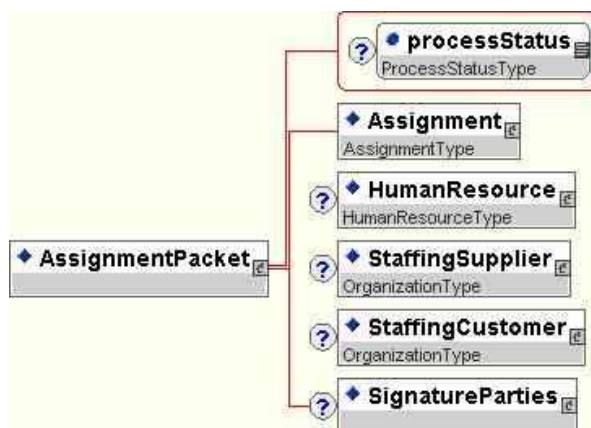 ? processStatus
ProcessStatusType
Assignment
AssignmentType
? HumanResource
HumanResourceType
AssignmentPacket
? StaffingSupplier
OrganizationType
? StaffingCustomer
OrganizationType
? SignatureParties